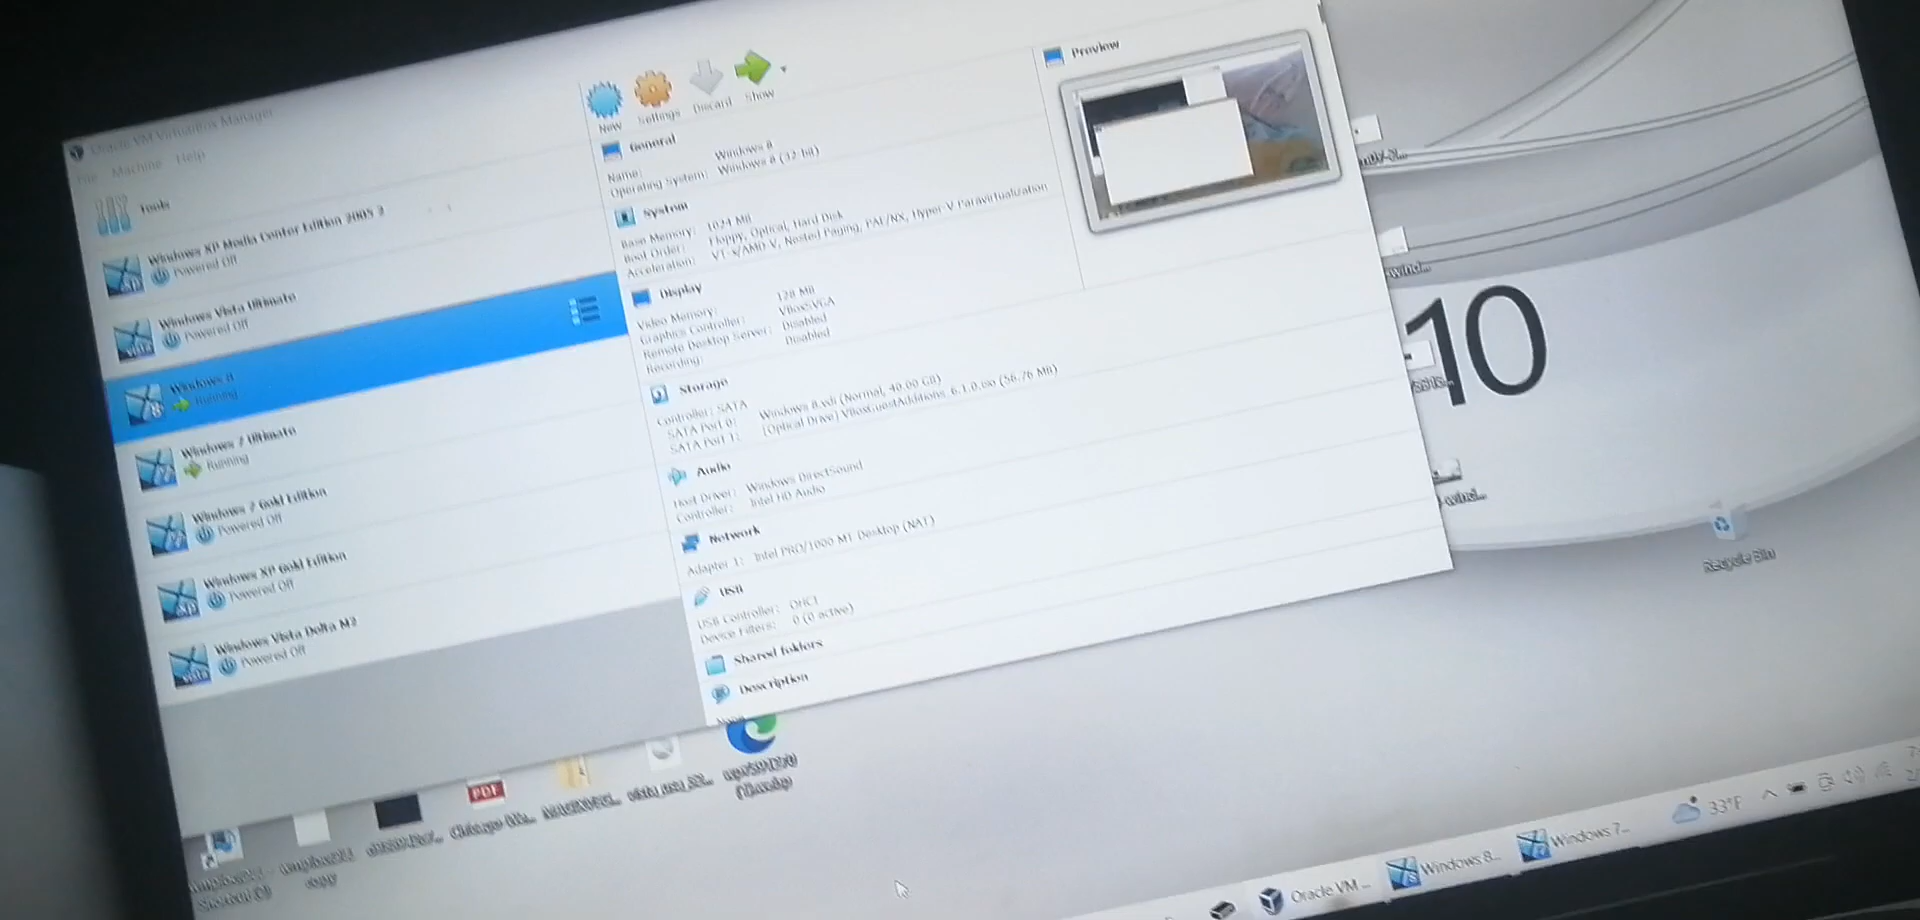 Oracle VM VirtualBox Manager
File Machine Help
Tools
Windows XP Media Center Edition 2005 2
Powered Off
Windows Vista Ultimate
Powered Off
Windows 8
Running
Windows 7 Ultimate
Running
Windows 7 Gold Edition
Powered Off
Windows XP Gold Edition
Powered Off
Windows Vista Delta M2
Powered Off
New Settings Discard Show
General
Name: Windows 8
Operating System: Windows 8 (32-bit)
System
Base Memory: 1024 MB
Boot Order: Floppy, Optical, Hard Disk
Acceleration: VT-x/AMD-V, Nested Paging, PAE/NX, Hyper-V Paravirtualization
Display
Video Memory: 128 MB
Graphics Controller: VBoxSVGA
Remote Desktop Server: Disabled
Recording: Disabled
Storage
Controller: SATA
SATA Port 0: Windows 8.vdi (Normal, 40.00 GB)
SATA Port 1: [Optical Drive] VBoxGuestAdditions_6.1.0.iso (56.76 MB)
Audio
Host Driver: Windows DirectSound
Controller: Intel HD Audio
Network
Adapter 1: Intel PRO/1000 MT Desktop (NAT)
USB
USB Controller: OHCI
Device Filters: 0 (0 active)
Shared folders
Description
None
Preview
10
Recycle Bin
PDF
copy
33°F
Oracle VM ...
Windows 8...
Windows 7...